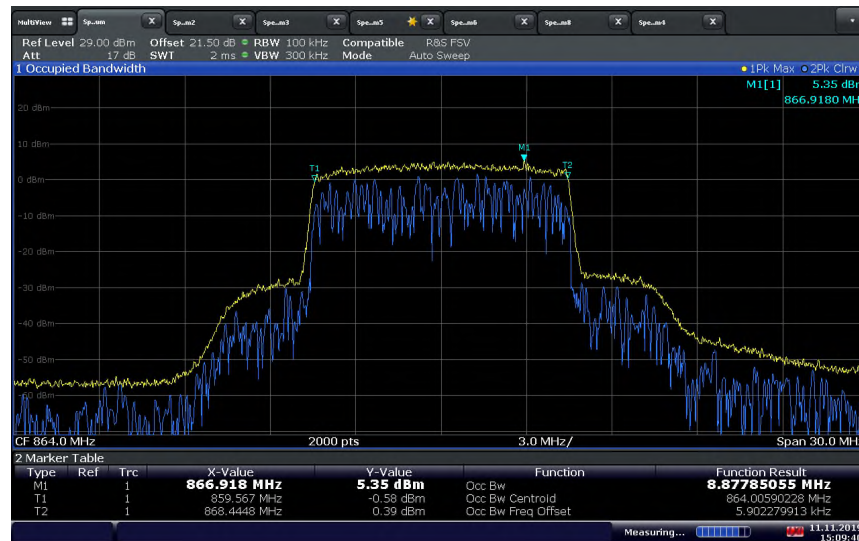 MultiView Sp..um X Sp..m2 X Spe..m3 X Spe..m5 X Spe..m6 X Spe..m8 X Spe..m4 X
Ref Level 29.00 dBm Offset 21.50 dB RBW 100 kHz Compatible R&S FSV
Att 17 dB SWT 2 ms VBW 300 kHz Mode Auto Sweep
1 Occupied Bandwidth 1Pk Max 2Pk Clrw
M1[1] 5.35 dBm
866.9180 MH
20 dBm
10 dBm
M1
T1 T2
0 dBm
-10 dBm
-20 dBm
-30 dBm
-40 dBm
-50 dBm
-60 dBm
CF 864.0 MHz 2000 pts 3.0 MHz/ Span 30.0 MH
2 Marker Table
Type Ref Trc X-Value Y-Value Function Function Result
M1 1 866.918 MHz 5.35 dBm Occ Bw 8.87785055 MHz
T1 1 859.567 MHz -0.58 dBm Occ Bw Centroid 864.00590228 MHz
T2 1 868.4448 MHz 0.39 dBm Occ Bw Freq Offset 5.902279913 kHz
Measuring... 11.11.2019